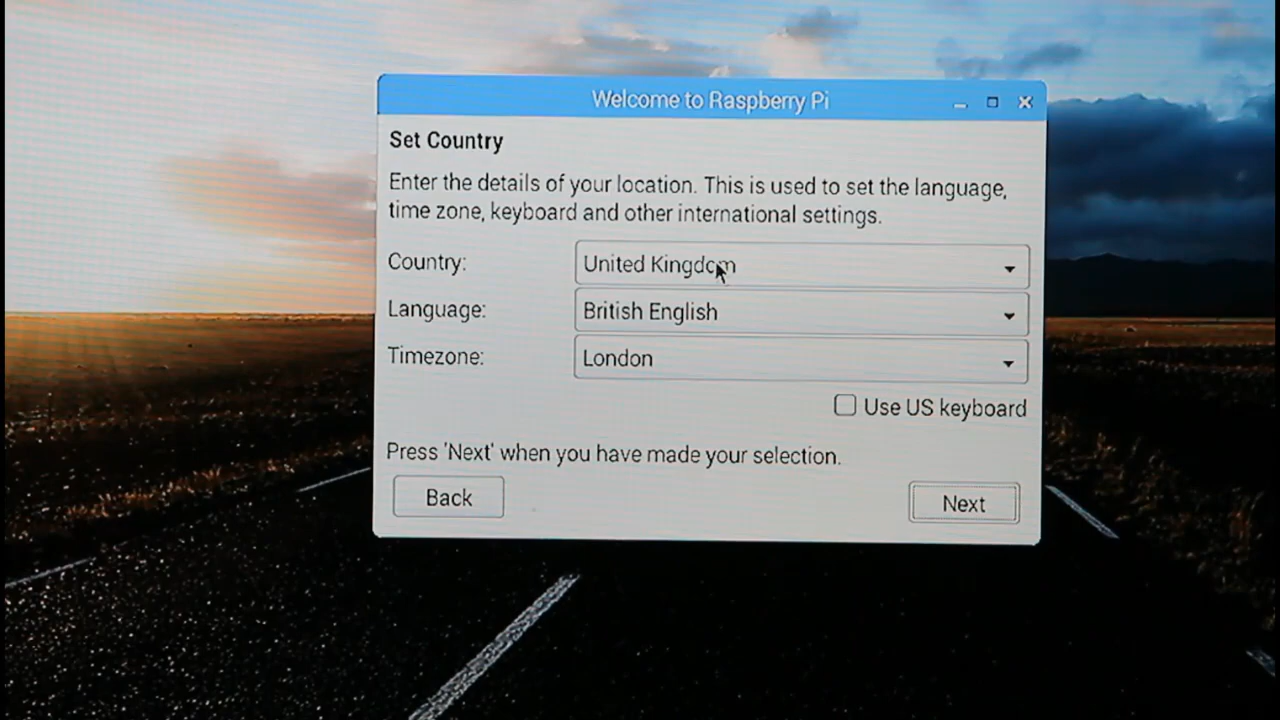 Welcome to Raspberry Pi
Set Country
Enter the details of your location. This is used to set the language,
time zone, keyboard and other international settings.
Country: United Kingdom
Language: British English
Timezone: London
Use US keyboard
Press 'Next' when you have made your selection.
Back Next